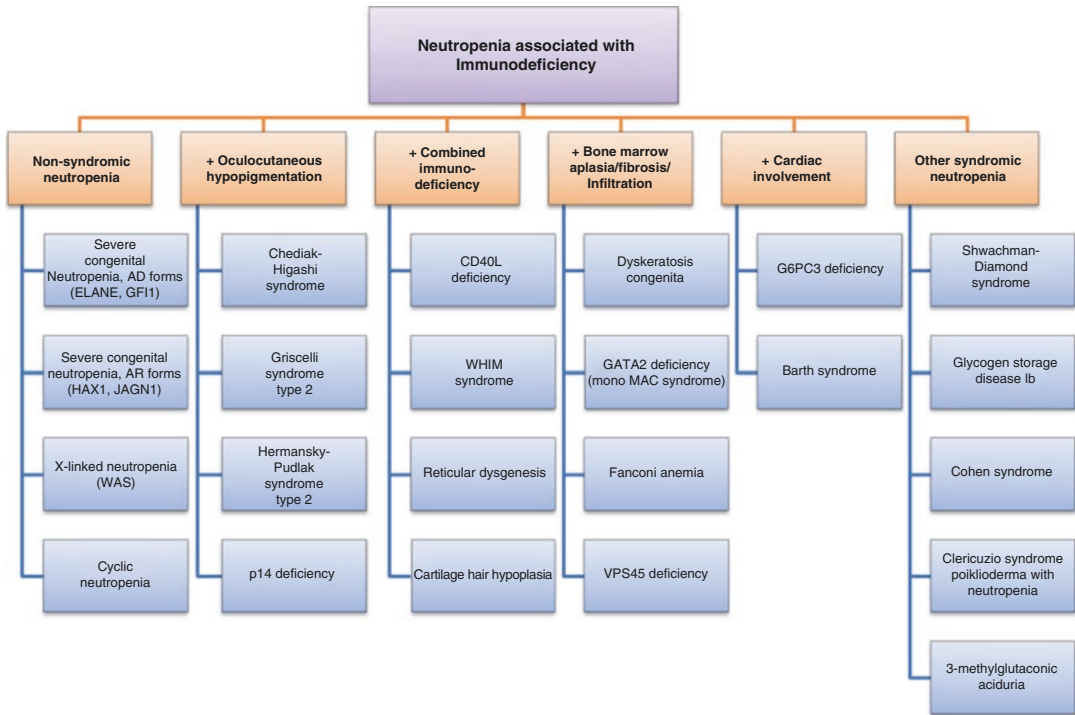 Neutropenia associated with
Immunodeficiency
Non-syndromic
neutropenia
+ Oculocutaneous
hypopigmentation
+ Combined
immuno-
deficiency
+ Bone marrow
aplasia/fibrosis/
Infiltration
+ Cardiac
involvement
Other syndromic
neutropenia
Severe
congenital
Neutropenia, AD forms
(ELANE, GFI1)
Severe congenital
neutropenia, AR forms
(HAX1, JAGN1)
X-linked neutropenia
(WAS)
Cyclic
neutropenia
Chediak-
Higashi
syndrome
Griscelli
syndrome
type 2
Hermansky-
Pudlak
syndrome
type 2
p14 deficiency
CD40L
deficiency
WHIM
syndrome
Reticular dysgenesis
Cartilage hair hypoplasia
Dyskeratosis
congenita
GATA2 deficiency
(mono MAC syndrome)
Fanconi anemia
VPS45 deficiency
G6PC3 deficiency
Barth syndrome
Shwachman-
Diamond
syndrome
Glycogen storage
disease Ib
Cohen syndrome
Clericuzio syndrome
poiklioderma with
neutropenia
3-methylglutaconic
aciduria